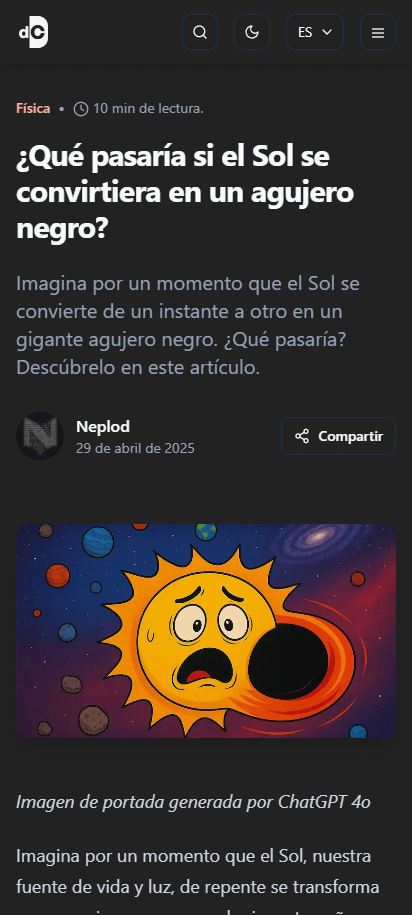 dC
ES
Física • 10 min de lectura.
¿Qué pasaría si el Sol se
convirtiera en un agujero
negro?
Imagina por un momento que el Sol se
convierte de un instante a otro en un
gigante agujero negro. ¿Qué pasaría?
Descúbrelo en este artículo.
N
Neplod
29 de abril de 2025
Compartir
Imagen de portada generada por ChatGPT 4o
Imagina por un momento que el Sol, nuestra
fuente de vida y luz, de repente se transforma